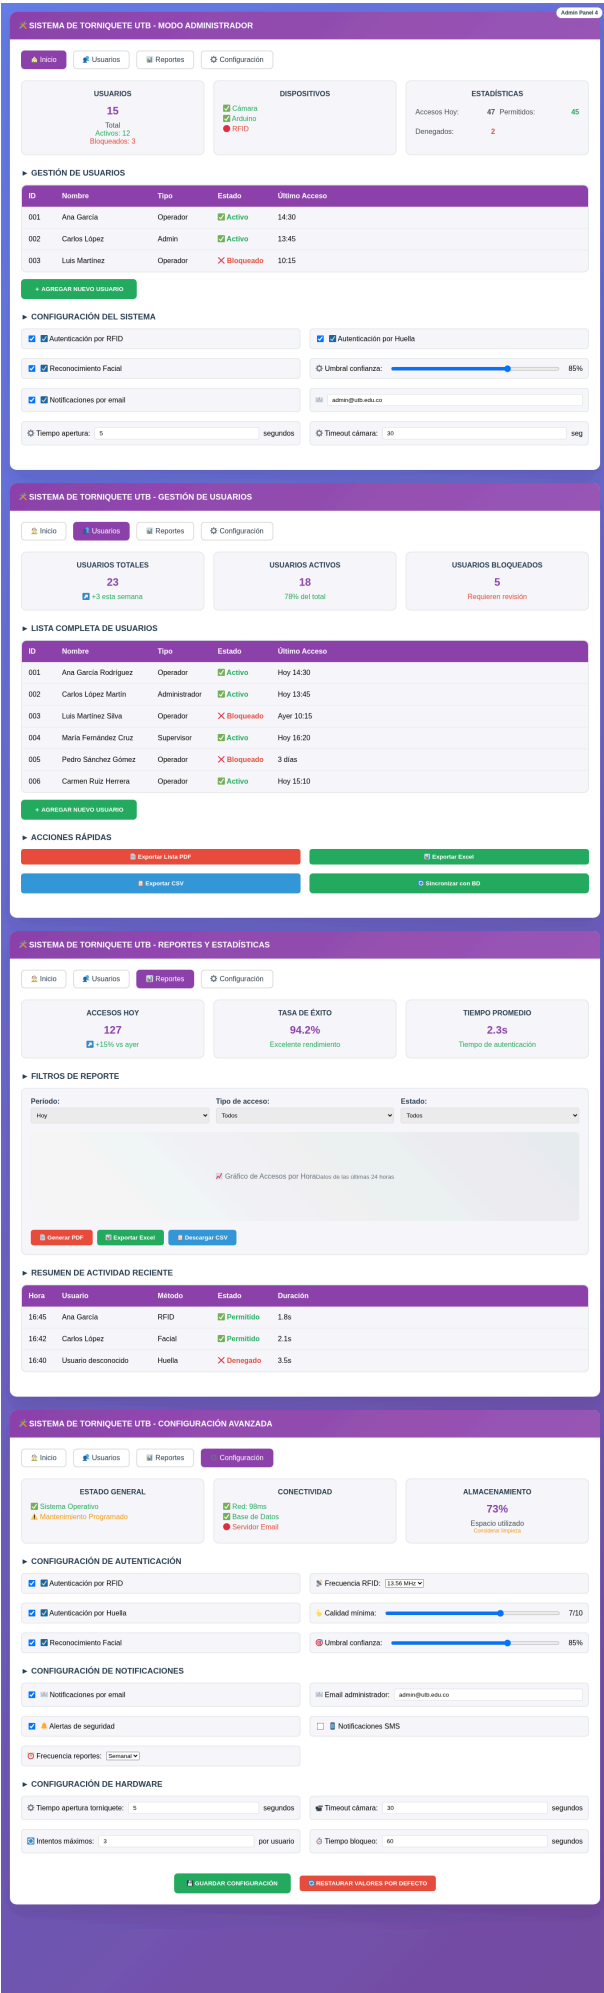 Admin Panel 4
SISTEMA DE TORNIQUETE UTB - MODO ADMINISTRADOR
Inicio Usuarios Reportes Configuración
USUARIOS
15
Total
Activos: 12
Bloqueados: 3
DISPOSITIVOS
Cámara
Arduino
RFID
ESTADÍSTICAS
Accesos Hoy: 47 Permitidos: 45
Denegados: 2
► GESTIÓN DE USUARIOS
ID Nombre Tipo Estado Último Acceso
001 Ana García Operador Activo 14:30
002 Carlos López Admin Activo 13:45
003 Luis Martínez Operador Bloqueado 10:15
+ AGREGAR NUEVO USUARIO
► CONFIGURACIÓN DEL SISTEMA
Autenticación por RFID
Autenticación por Huella
Reconocimiento Facial
Umbral confianza: 85%
Notificaciones por email
admin@utb.edu.co
Tiempo apertura: 5 segundos
Timeout cámara: 30 seg
SISTEMA DE TORNIQUETE UTB - GESTIÓN DE USUARIOS
Inicio Usuarios Reportes Configuración
USUARIOS TOTALES
23
+3 esta semana
USUARIOS ACTIVOS
18
78% del total
USUARIOS BLOQUEADOS
5
Requieren revisión
► LISTA COMPLETA DE USUARIOS
ID Nombre Tipo Estado Último Acceso
001 Ana García Rodríguez Operador Activo Hoy 14:30
002 Carlos López Martín Administrador Activo Hoy 13:45
003 Luis Martínez Silva Operador Bloqueado Ayer 10:15
004 María Fernández Cruz Supervisor Activo Hoy 16:20
005 Pedro Sánchez Gómez Operador Bloqueado 3 días
006 Carmen Ruiz Herrera Operador Activo Hoy 15:10
+ AGREGAR NUEVO USUARIO
► ACCIONES RÁPIDAS
Exportar Lista PDF
Exportar Excel
Exportar CSV
Sincronizar con BD
SISTEMA DE TORNIQUETE UTB - REPORTES Y ESTADÍSTICAS
Inicio Usuarios Reportes Configuración
ACCESOS HOY
127
+15% vs ayer
TASA DE ÉXITO
94.2%
Excelente rendimiento
TIEMPO PROMEDIO
2.3s
Tiempo de autenticación
► FILTROS DE REPORTE
Período: Tipo de acceso: Estado:
Hoy Todos Todos
Gráfico de Accesos por HoraDatos de las últimas 24 horas
Generar PDF Exportar Excel Descargar CSV
► RESUMEN DE ACTIVIDAD RECIENTE
Hora Usuario Método Estado Duración
16:45 Ana García RFID Permitido 1.8s
16:42 Carlos López Facial Permitido 2.1s
16:40 Usuario desconocido Huella Denegado 3.5s
SISTEMA DE TORNIQUETE UTB - CONFIGURACIÓN AVANZADA
Inicio Usuarios Reportes Configuración
ESTADO GENERAL
Sistema Operativo
Mantenimiento Programado
CONECTIVIDAD
Red: 98ms
Base de Datos
Servidor Email
ALMACENAMIENTO
73%
Espacio utilizado
Considerar limpieza
► CONFIGURACIÓN DE AUTENTICACIÓN
Autenticación por RFID
Frecuencia RFID: 13.56 MHz
Autenticación por Huella
Calidad mínima: 7/10
Reconocimiento Facial
Umbral confianza: 85%
► CONFIGURACIÓN DE NOTIFICACIONES
Notificaciones por email
Email administrador: admin@utb.edu.co
Alertas de seguridad
Notificaciones SMS
Frecuencia reportes: Semanal
► CONFIGURACIÓN DE HARDWARE
Tiempo apertura torniquete: 5 segundos
Timeout cámara: 30 segundos
Intentos máximos: 3 por usuario
Tiempo bloqueo: 60 segundos
GUARDAR CONFIGURACIÓN
RESTAURAR VALORES POR DEFECTO